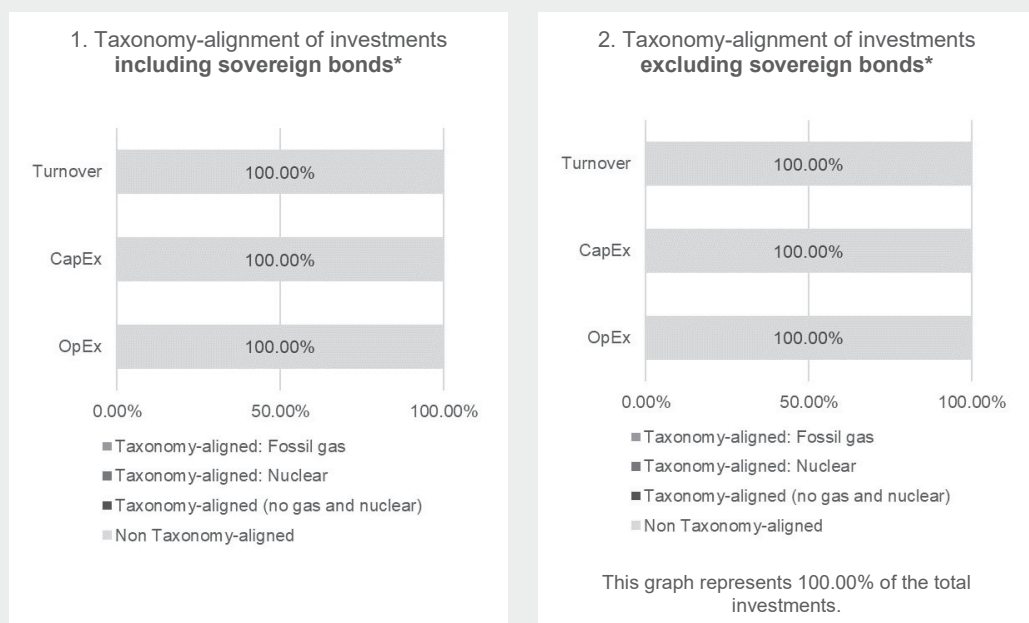 1. Taxonomy-alignment of investments
including sovereign bonds*
Turnover
100.00%
CapEx
100.00%
OpEx
100.00%
0.00%
50.00%
100.00%
Taxonomy-aligned: Fossil gas
Taxonomy-aligned: Nuclear
Taxonomy-aligned (no gas and nuclear)
Non Taxonomy-aligned
2. Taxonomy-alignment of investments
excluding sovereign bonds*
Turnover
100.00%
CapEx
100.00%
OpEx
100.00%
0.00%
50.00%
100.00%
Taxonomy-aligned: Fossil gas
Taxonomy-aligned: Nuclear
Taxonomy-aligned (no gas and nuclear)
Non Taxonomy-aligned
This graph represents 100.00% of the total
investments.